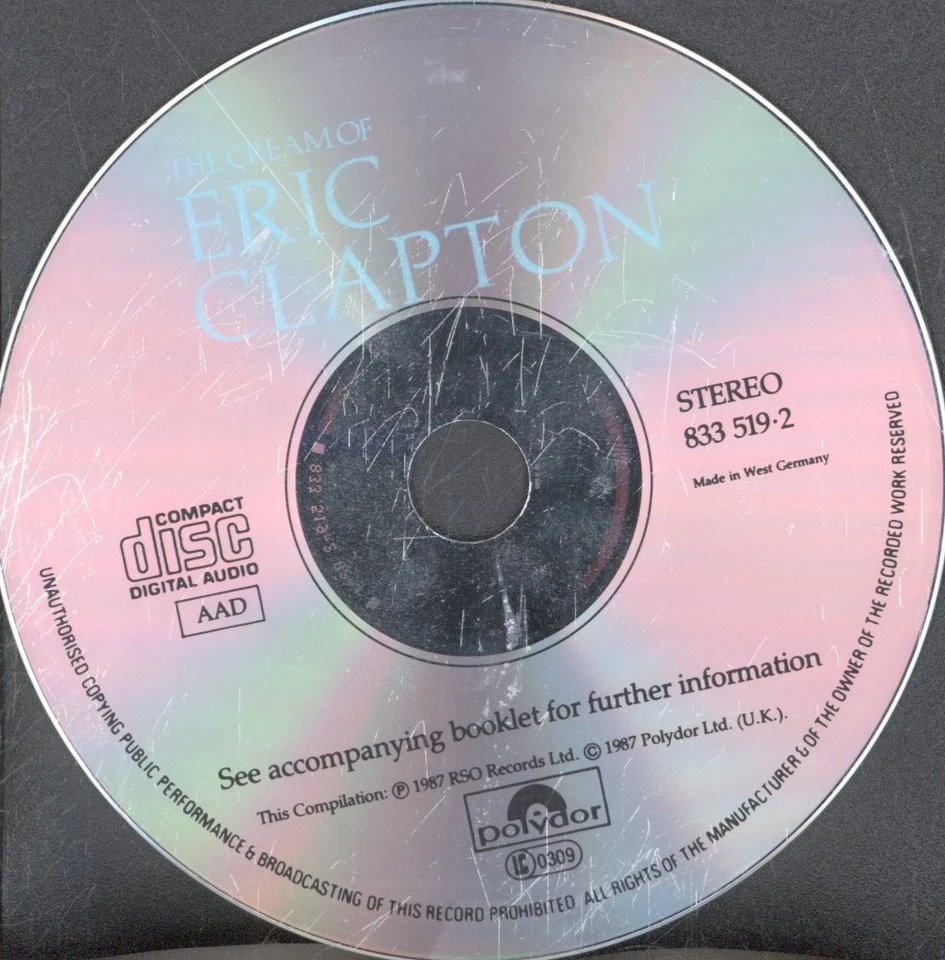 THE CREAM OF
ERIC
CLAPTON
STEREO
833 519·2
Made in West Germany
COMPACT
disc
DIGITAL AUDIO
AAD
See accompanying booklet for further information
This Compilation: ℗ 1987 RSO Records Ltd. © 1987 Polydor Ltd. (U.K.).
polydor
LC 0309
UNAUTHORISED COPYING PUBLIC PERFORMANCE & BROADCASTING OF THIS RECORD PROHIBITED ALL RIGHTS OF THE MANUFACTURER & OF THE OWNER OF THE RECORDED WORK RESERVED